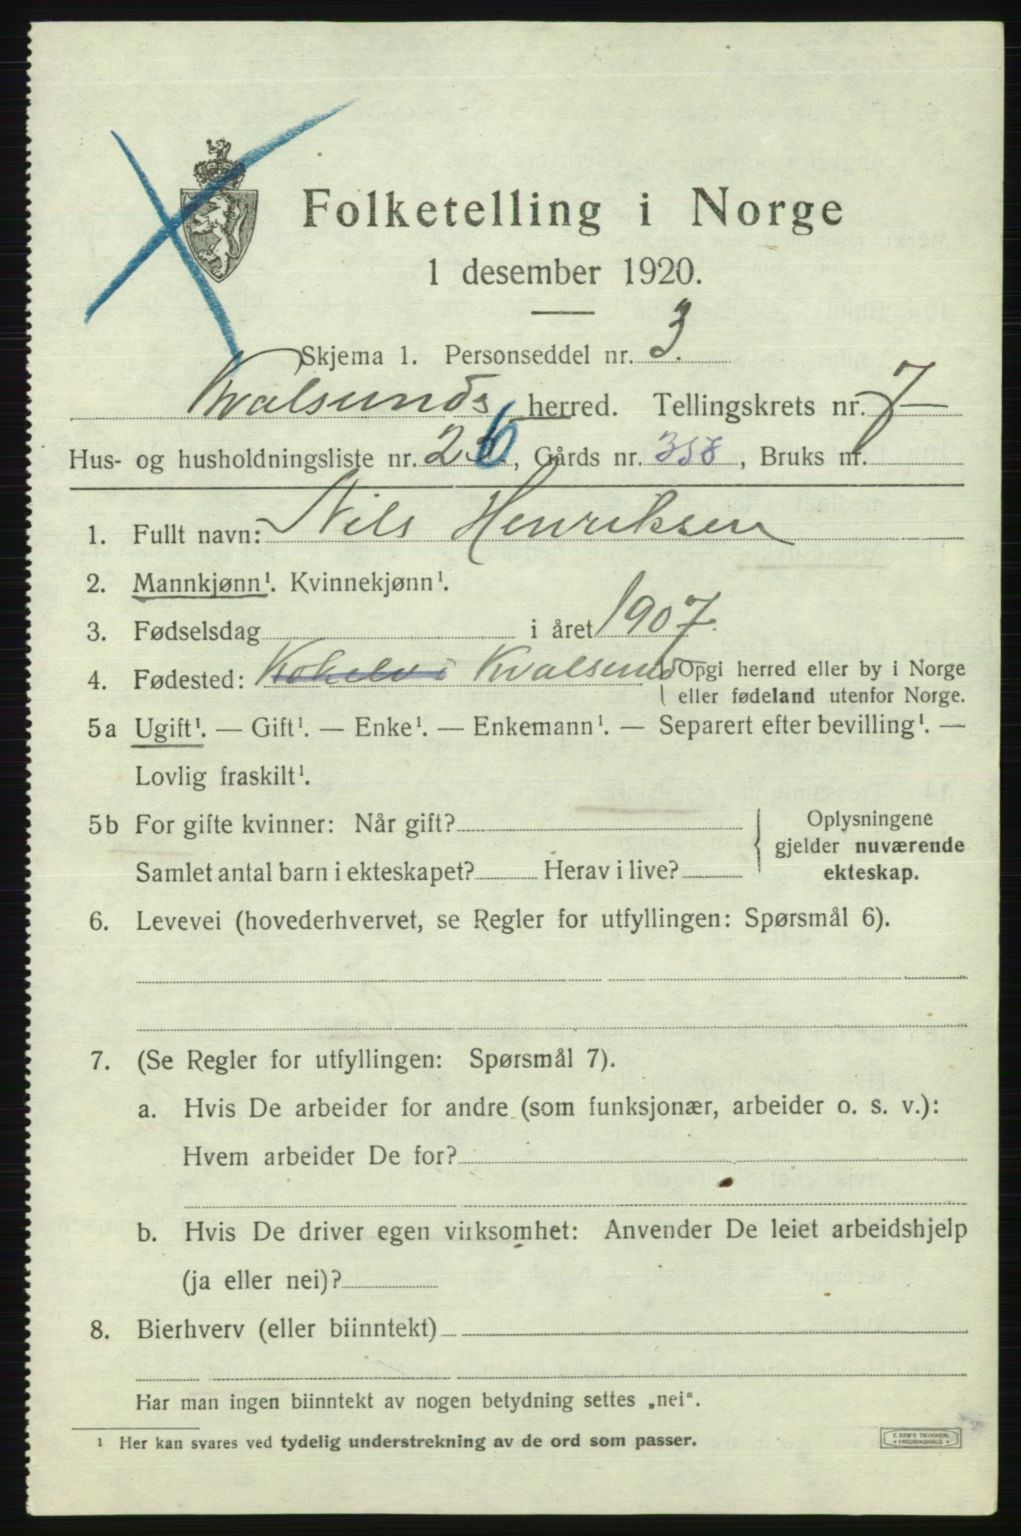 Folketelling i Norge
1 desember 1920.
Skjema 1. Personseddel nr. 3.
Kvalsunds herred. Tellingskrets nr. 7
Hus- og husholdningsliste nr. 26, Gårds nr. 358, Bruks nr.
1. Fullt navn: Nils Henriksen
2. Mannkjønn¹. Kvinnekjønn¹.
3. Fødselsdag i året 1907.
4. Fødested: Kokelv i Kvalsund Opgi herred eller by i Norge
eller fødeland utenfor Norge.
5a Ugift¹. — Gift¹. — Enke¹. — Enkemann¹. — Separert efter bevilling¹. —
Lovlig fraskilt¹.
5b For gifte kvinner: Når gift?
Samlet antal barn i ekteskapet? Herav i live?
Oplysningene
gjelder nuværende
ekteskap.
6. Levevei (hovederhvervet, se Regler for utfyllingen: Spørsmål 6).
7. (Se Regler for utfyllingen: Spørsmål 7).
a. Hvis De arbeider for andre (som funksjonær, arbeider o. s. v.):
Hvem arbeider De for?
b. Hvis De driver egen virksomhet: Anvender De leiet arbeidshjelp
(ja eller nei)?
8. Bierhverv (eller biinntekt)
Har man ingen biinntekt av nogen betydning settes „nei".
¹ Her kan svares ved tydelig understrekning av de ord som passer.
FREDRIKSHALD